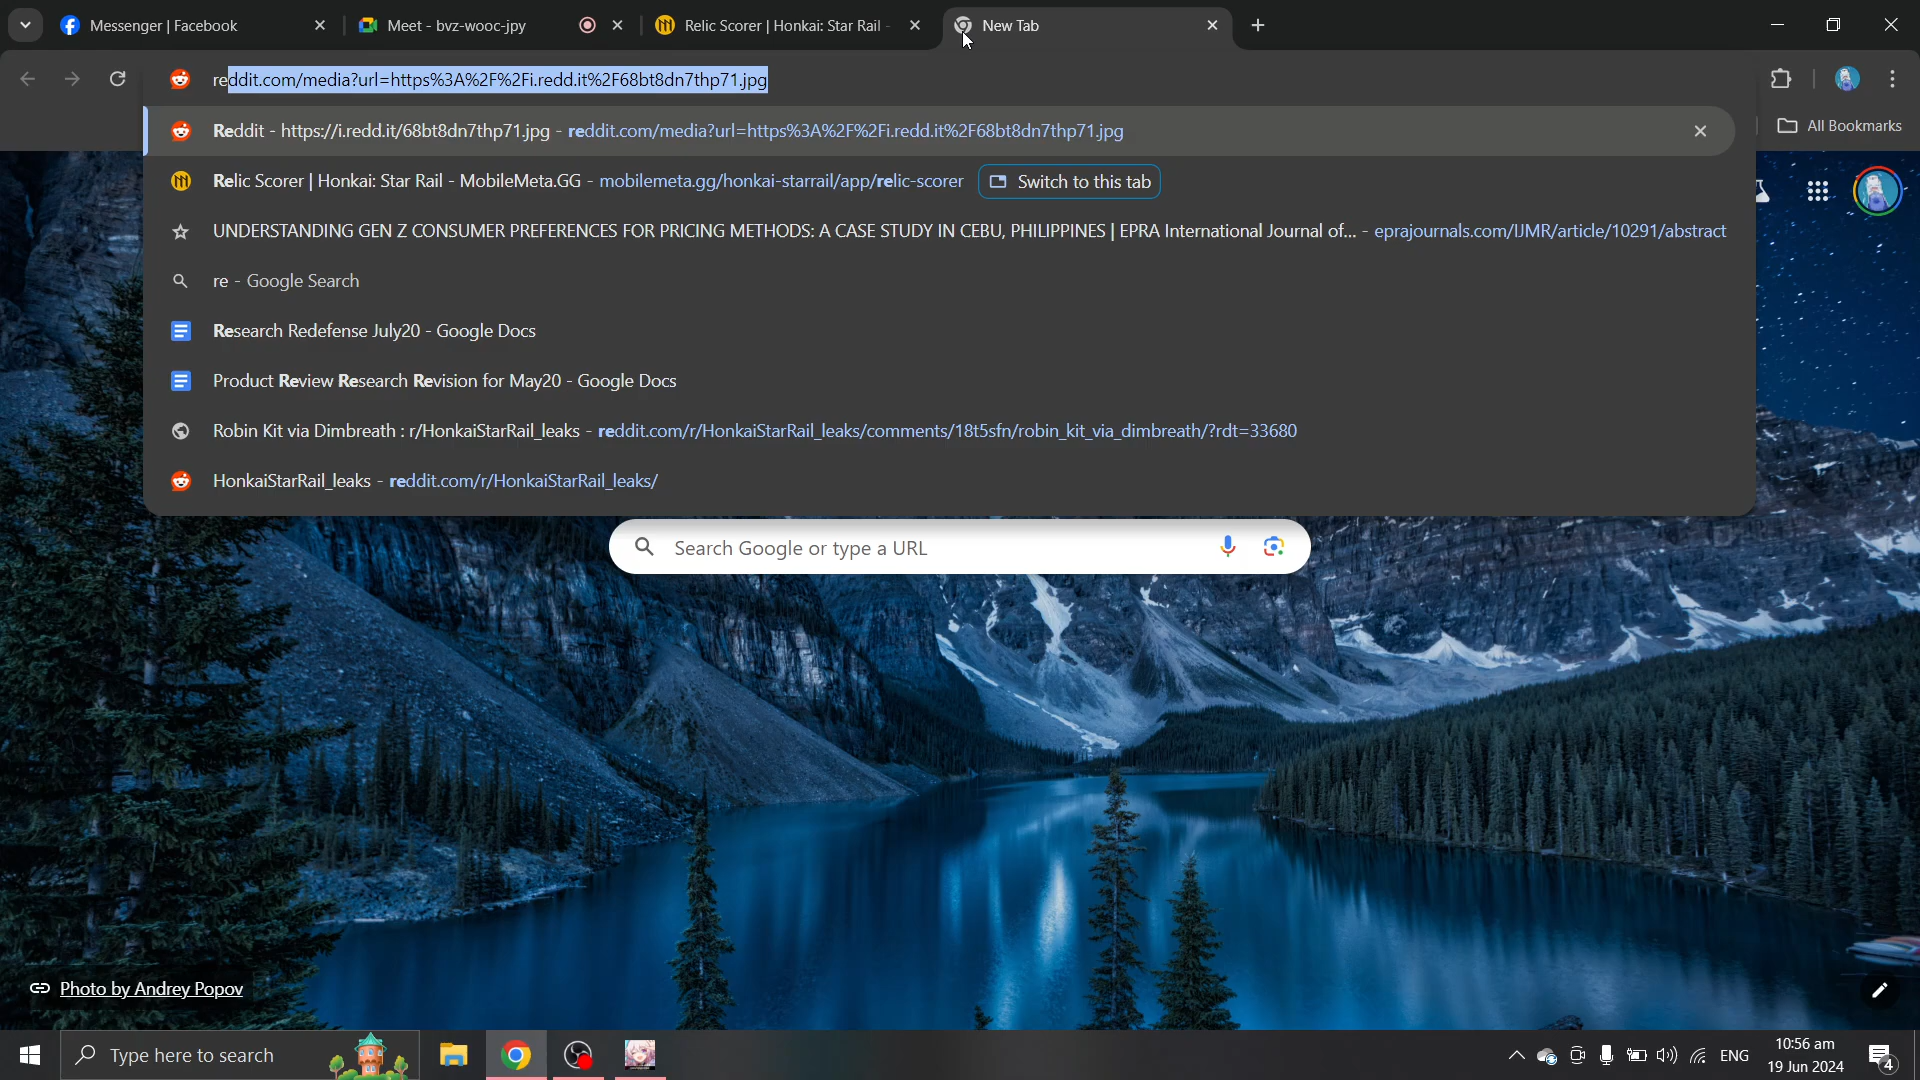 Messenger | Facebook
Meet - bvz-wooc-jpy
Relic Scorer | Honkai: Star Rail -
New Tab
reddit.com/media?url=https%3A%2F%2Fi.redd.it%2F68bt8dn7thp71.jpg
Reddit - https://i.redd.it/68bt8dn7thp71.jpg - reddit.com/media?url=https%3A%2F%2Fi.redd.it%2F68bt8dn7thp71.jpg
All Bookmarks
Relic Scorer | Honkai: Star Rail - MobileMeta.GG - mobilemeta.gg/honkai-starrail/app/relic-scorer Switch to this tab
UNDERSTANDING GEN Z CONSUMER PREFERENCES FOR PRICING METHODS: A CASE STUDY IN CEBU, PHILIPPINES | EPRA International Journal of... - eprajournals.com/IJMR/article/10291/abstract
re - Google Search
Research Redefense July20 - Google Docs
Product Review Research Revision for May20 - Google Docs
Robin Kit via Dimbreath : r/HonkaiStarRail_leaks - reddit.com/r/HonkaiStarRail_leaks/comments/18t5sfn/robin_kit_via_dimbreath/?rdt=33680
HonkaiStarRail_leaks - reddit.com/r/HonkaiStarRail_leaks/
Search Google or type a URL
Photo by Andrey Popov
Type here to search
ENG
10:56 am
19 Jun 2024
4